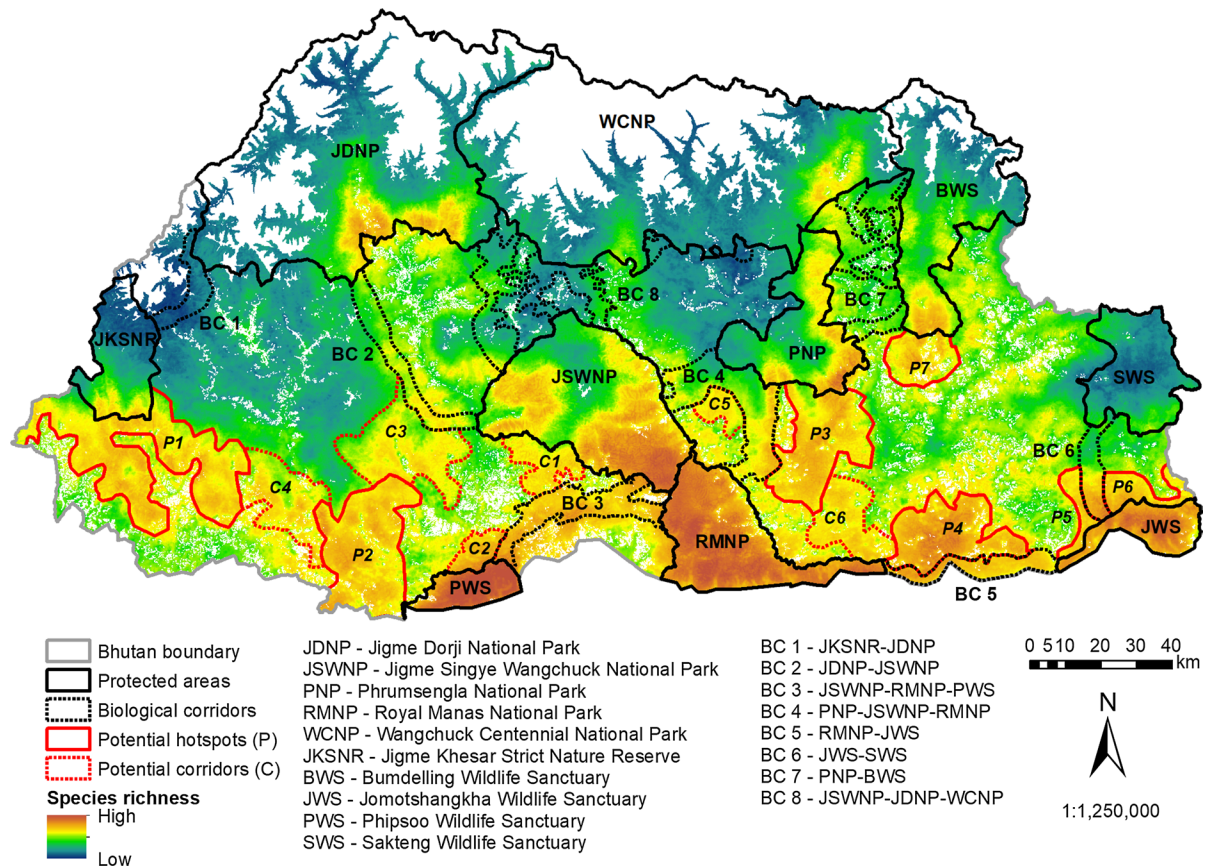 WCNP
JDNP
BWS
BC 8
BC 7
BC 1
JKSNR
BC 2
PNP
P7
JSWNP
BC 4
SWS
C5
C3
P3
P1
BC 6
C1
C4
P6
BC 3
C6
P5
P4
JWS
RMNP
C2
P2
PWS
BC 5
Bhutan boundary
Protected areas
Biological corridors
Potential hotspots (P)
Potential corridors (C)
Species richness
High
Low
JDNP - Jigme Dorji National Park
JSWNP - Jigme Singye Wangchuck National Park
PNP - Phrumsengla National Park
RMNP - Royal Manas National Park
WCNP - Wangchuck Centennial National Park
JKSNR - Jigme Khesar Strict Nature Reserve
BWS - Bumdelling Wildlife Sanctuary
JWS - Jomotshangkha Wildlife Sanctuary
PWS - Phipsoo Wildlife Sanctuary
SWS - Sakteng Wildlife Sanctuary
BC 1 - JKSNR-JDNP
BC 2 - JDNP-JSWNP
BC 3 - JSWNP-RMNP-PWS
BC 4 - PNP-JSWNP-RMNP
BC 5 - RMNP-JWS
BC 6 - JWS-SWS
BC 7 - PNP-BWS
BC 8 - JSWNP-JDNP-WCNP
0 5 10 20 30 40
km
N
1:1,250,000